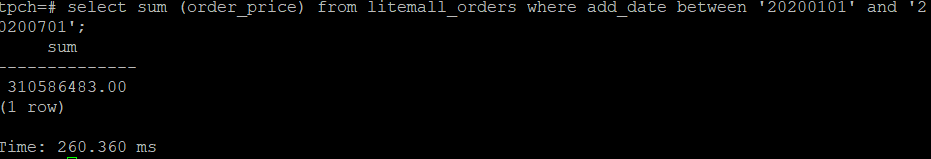 tpch=# select sum (order_price) from litemall_orders where add_date between '20200101' and '2
0200701';
     sum
--------------
 310586483.00
(1 row)
Time: 260.360 ms